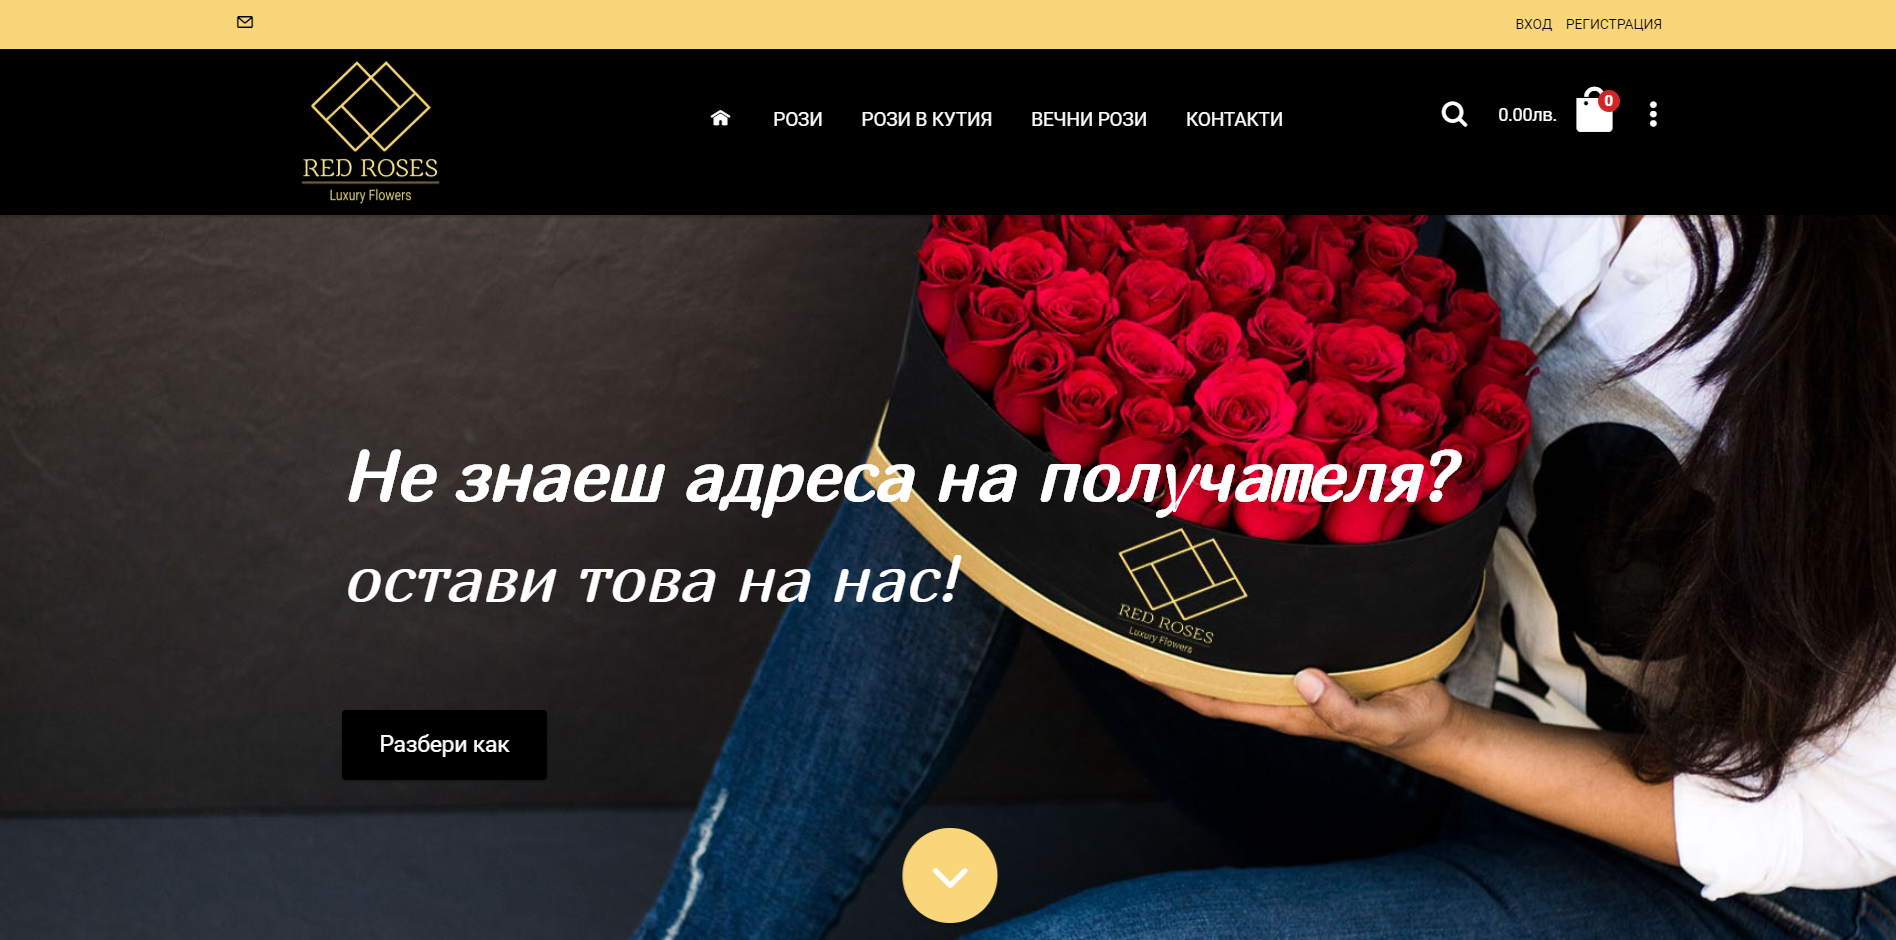 ВХОД РЕГИСТРАЦИЯ
RED ROSES
Luxury Flowers
РОЗИ РОЗИ В КУТИЯ ВЕЧНИ РОЗИ КОНТАКТИ
0.00лв.
0
Не знаеш адреса на получателя?
остави това на нас!
RED ROSES
Luxury Flowers
Разбери как